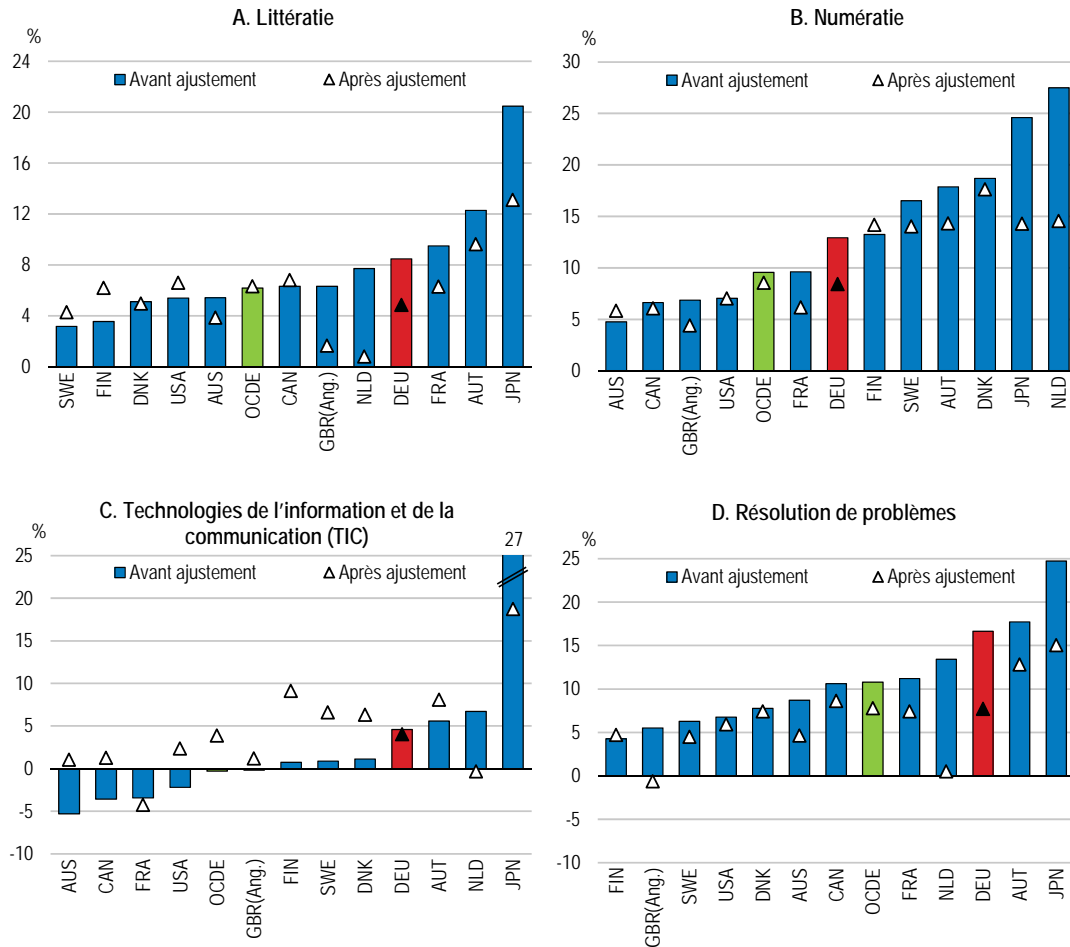 A. Littératie
%
Avant ajustement Après ajustement
24
20
16
12
8
4
0
SWE FIN DNK USA AUS OCDE CAN GBR(Ang.) NLD DEU FRA AUT JPN
B. Numératie
%
Avant ajustement Après ajustement
30
25
20
15
10
5
0
AUS CAN GBR(Ang.) USA OCDE FRA DEU FIN SWE AUT DNK JPN NLD
C. Technologies de l'information et de la
communication (TIC)
%
27
Avant ajustement Après ajustement
25
20
15
10
5
0
-5
-10
AUS CAN FRA USA OCDE GBR(Ang.) FIN SWE DNK DEU AUT NLD JPN
D. Résolution de problèmes
%
Avant ajustement Après ajustement
25
20
15
10
5
0
-5
-10
FIN GBR(Ang.) SWE USA DNK AUS CAN OCDE FRA NLD DEU AUT JPN